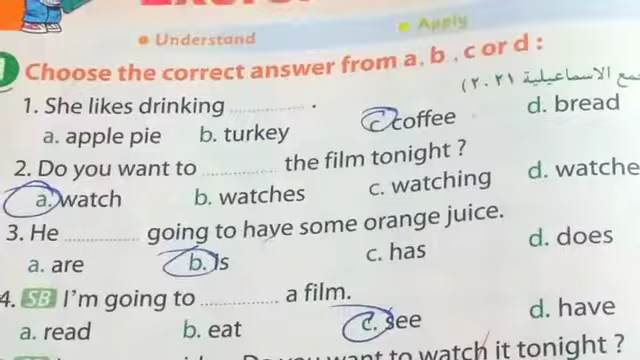 • Understand
• Apply
Choose the correct answer from a, b, c or d :
1. She likes drinking .............. . (٢٠٢١ الاسماعيلية
a. apple pie b. turkey c. coffee d. bread
2. Do you want to .............. the film tonight ?
a. watch b. watches c. watching d. watche
3. He .............. going to have some orange juice.
a. are b. Is c. has d. does
4. SB I'm going to .............. a film.
a. read b. eat c. see d. have
want to watch it tonight ?